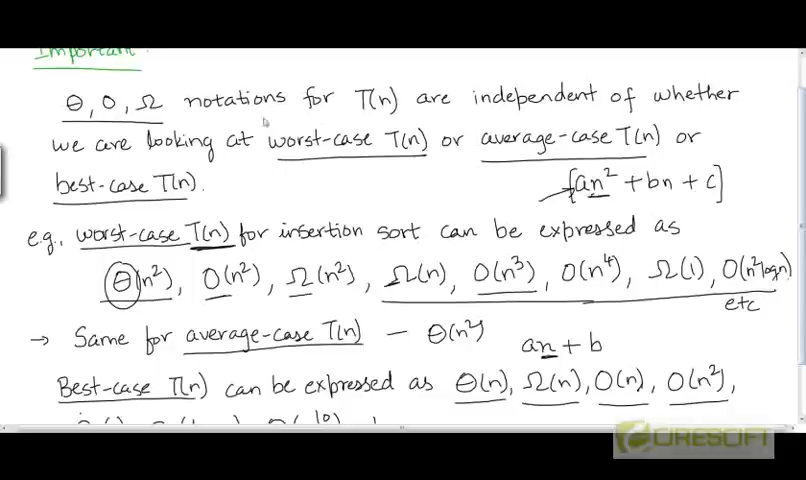 Important
Θ, O, Ω notations for T(n) are independent of whether
we are looking at worst-case T(n) or average-case T(n) or
best-case T(n).
[an² + bn + c]
e.g., worst-case T(n) for insertion sort can be expressed as
Θ(n²), O(n²), Ω(n²), Ω(n), O(n³), O(n⁴), Ω(1), O(n² log n)
etc
→ Same for average-case T(n) — Θ(n²)
an + b
Best-case T(n) can be expressed as Θ(n), Ω(n), O(n), O(n²),